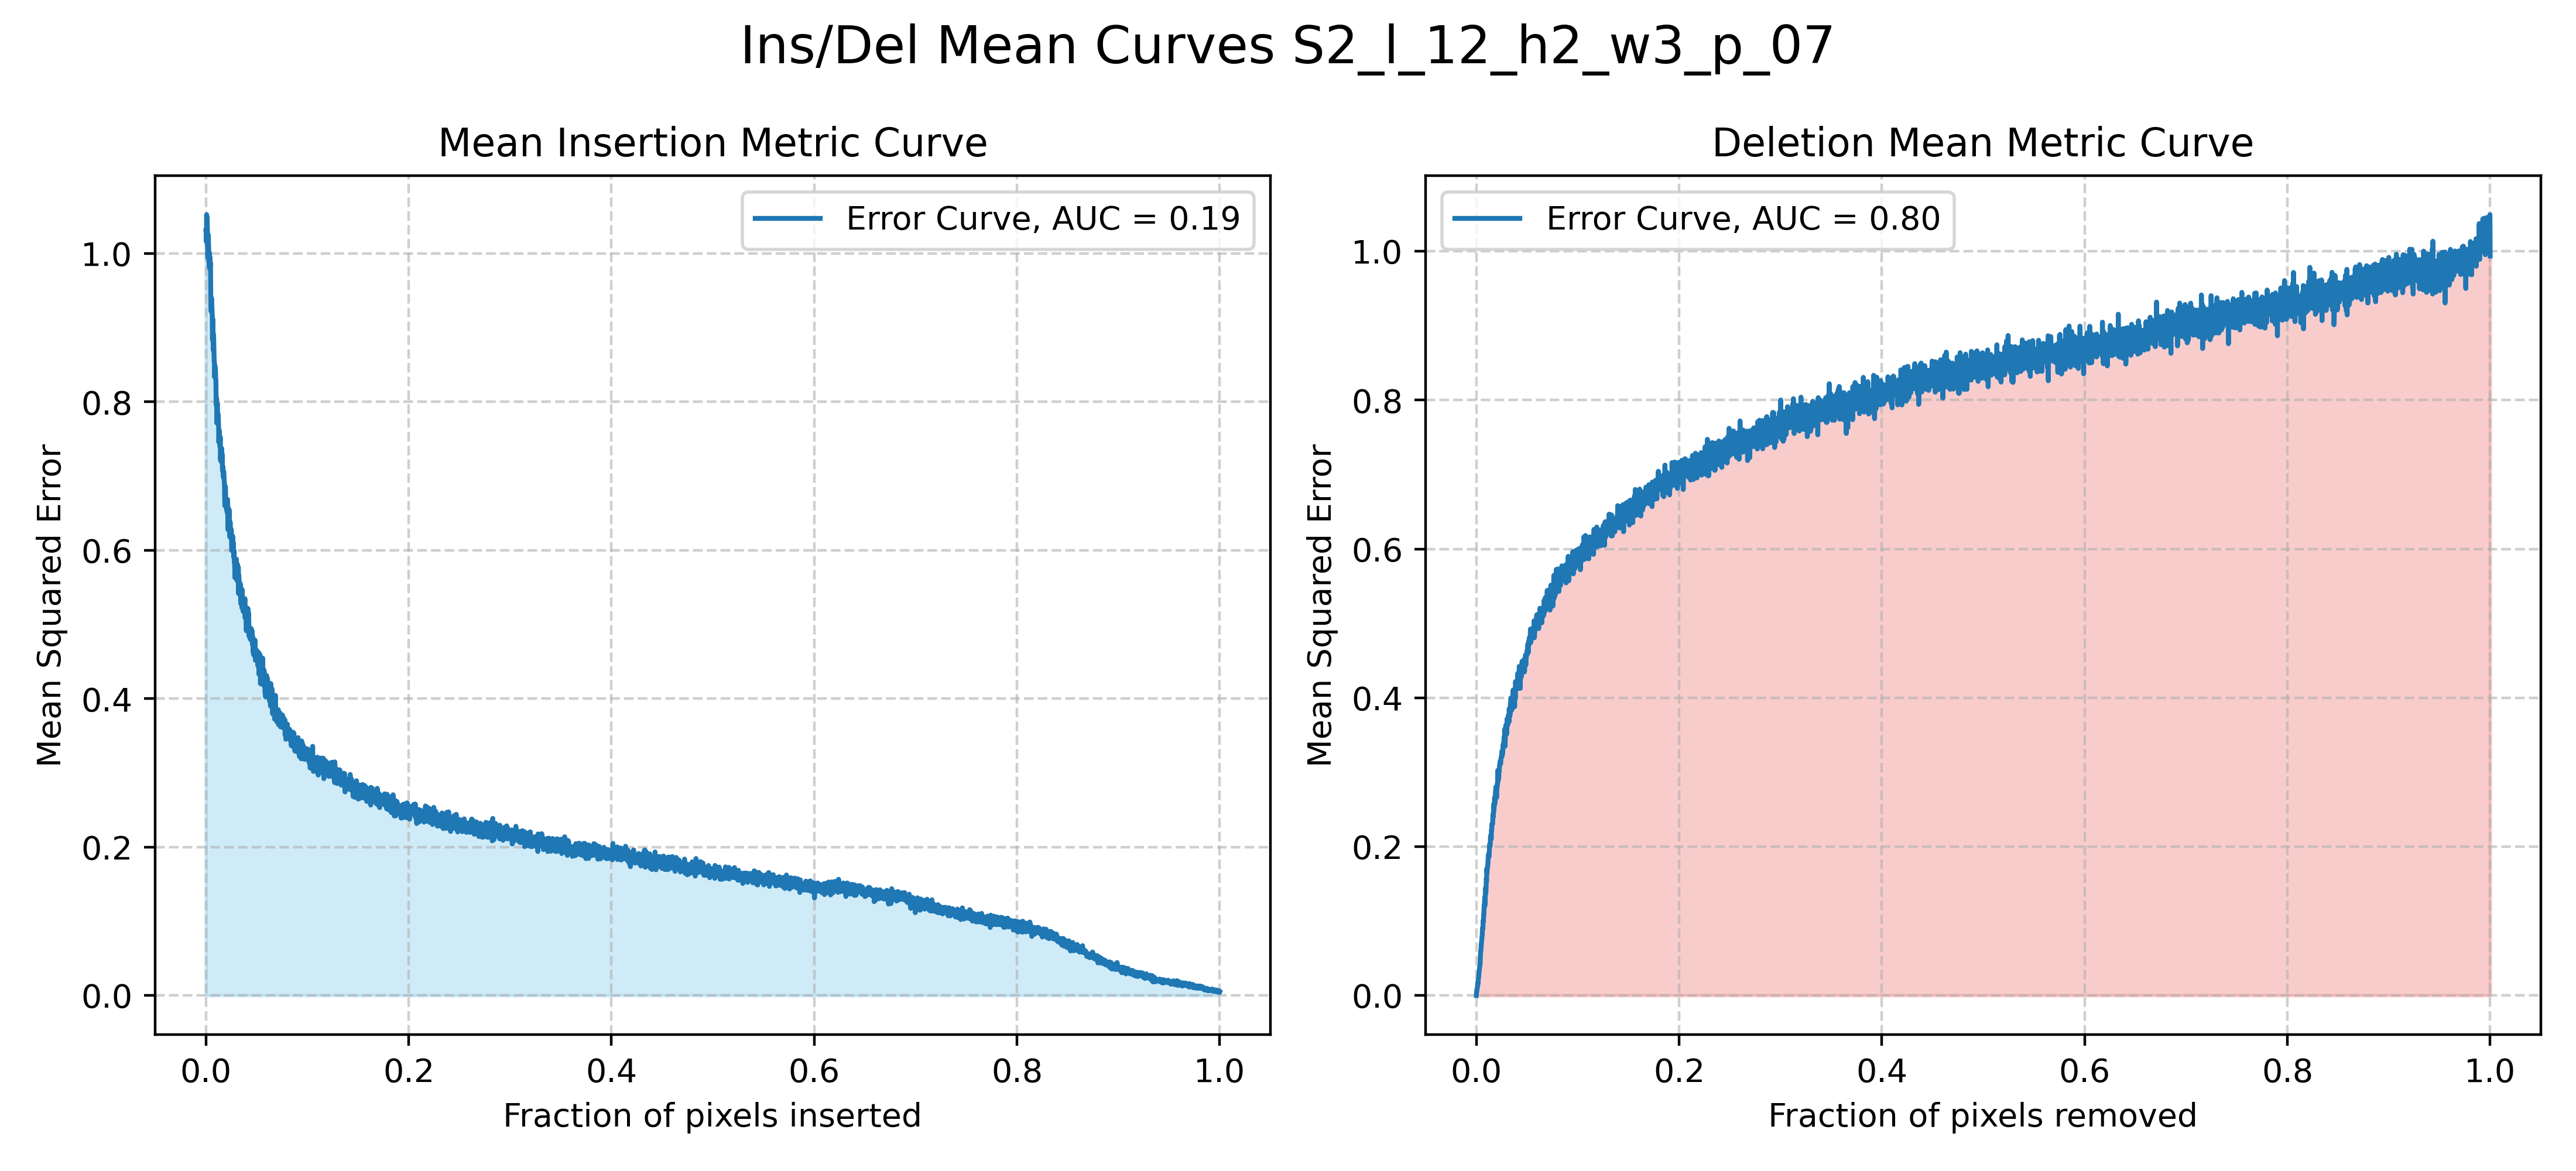 Ins/Del Mean Curves S2_l_12_h2_w3_p_07
Mean Insertion Metric Curve
Error Curve, AUC = 0.19
Mean Squared Error
1.0
0.8
0.6
0.4
0.2
0.0
0.0 0.2 0.4 0.6 0.8 1.0
Fraction of pixels inserted
Deletion Mean Metric Curve
Error Curve, AUC = 0.80
Mean Squared Error
1.0
0.8
0.6
0.4
0.2
0.0
0.0 0.2 0.4 0.6 0.8 1.0
Fraction of pixels removed